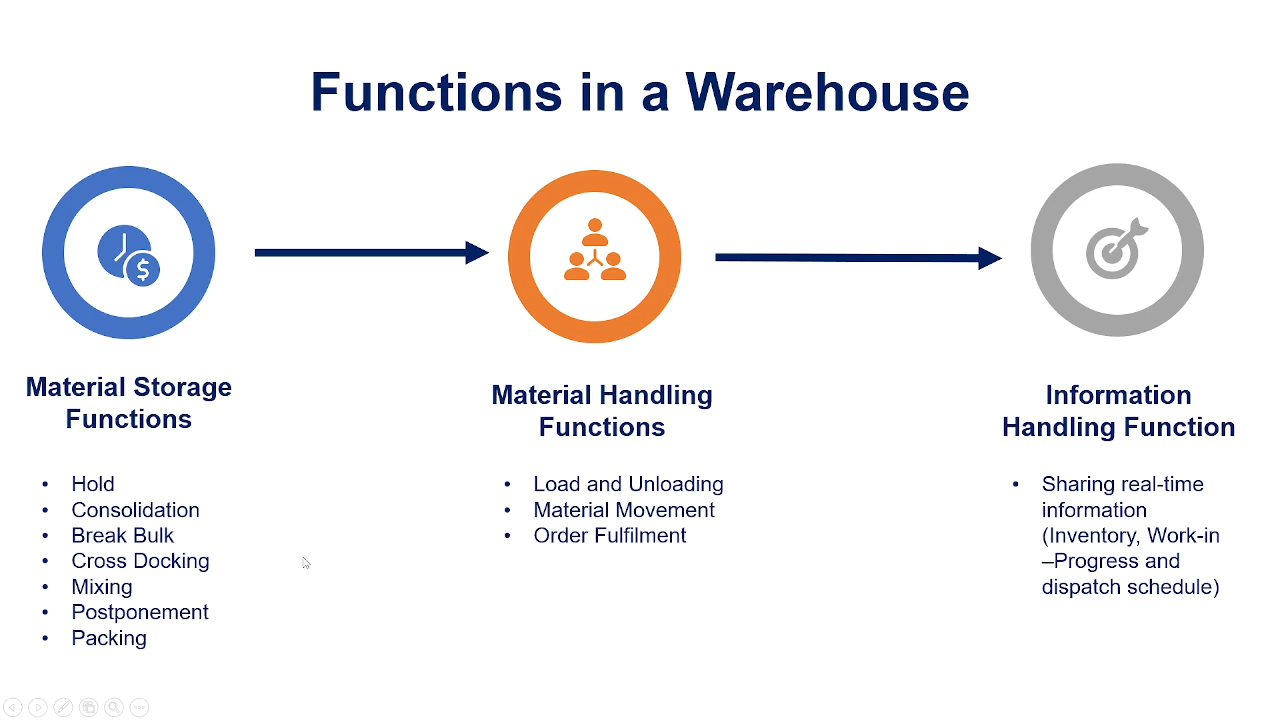 Functions in a Warehouse
Material Storage
Functions
• Hold
• Consolidation
• Break Bulk
• Cross Docking
• Mixing
• Postponement
• Packing
Material Handling
Functions
• Load and Unloading
• Material Movement
• Order Fulfilment
Information
Handling Function
• Sharing real-time
information
(Inventory, Work-in
–Progress and
dispatch schedule)
$